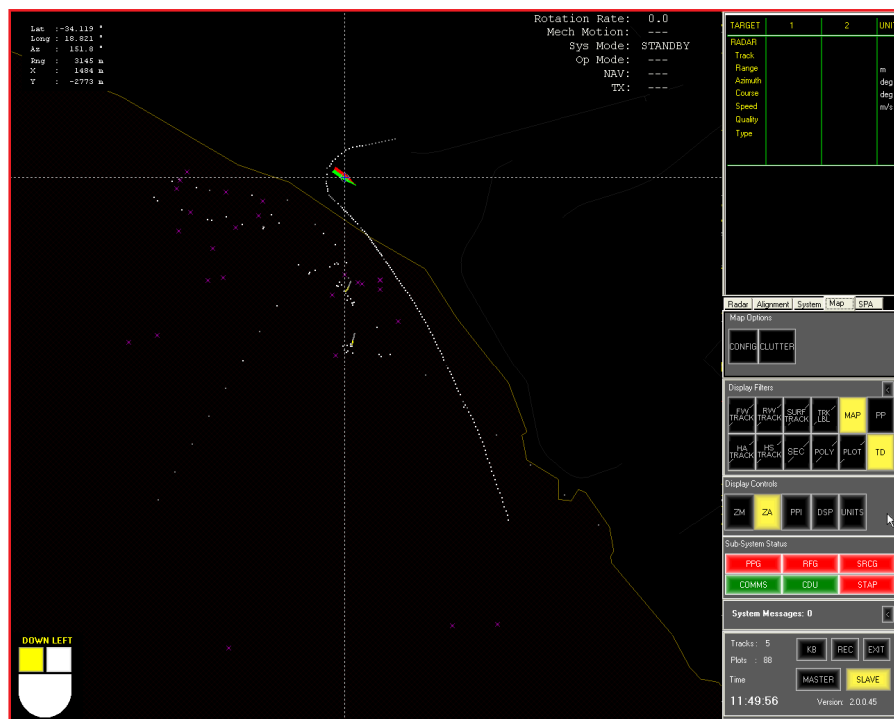 Lat :-34.119 °
Long : 18.821 °
Az : 151.8 °
Rng : 3145 m
X : 1484 m
Y : -2773 m
Rotation Rate: 0.0
Mech Motion: ---
Sys Mode: STANDBY
Op Mode: ---
NAV: ---
TX: ---
TARGET 1 2 UNIT
RADAR
Track
Range m
Azimuth deg
Course deg
Speed m/s
Quality
Type
Radar Alignment System Map SPA
Map Options
CONFIG CLUTTER
Display Filters <
FW TRACK RW TRACK SURF TRACK TRK LBL MAP PP
HA TRACK HS TRACK SEC POLY PLOT TD
Display Controls
ZM ZA PPI DSP UNITS
Sub-System Status
PPG RFG SRCG
COMMS CDU STAP
System Messages: 0 <
Tracks : 5 KB REC EXIT
Plots : 88
Time MASTER SLAVE
11:49:56 Version: 2.0.0.45
DOWN LEFT